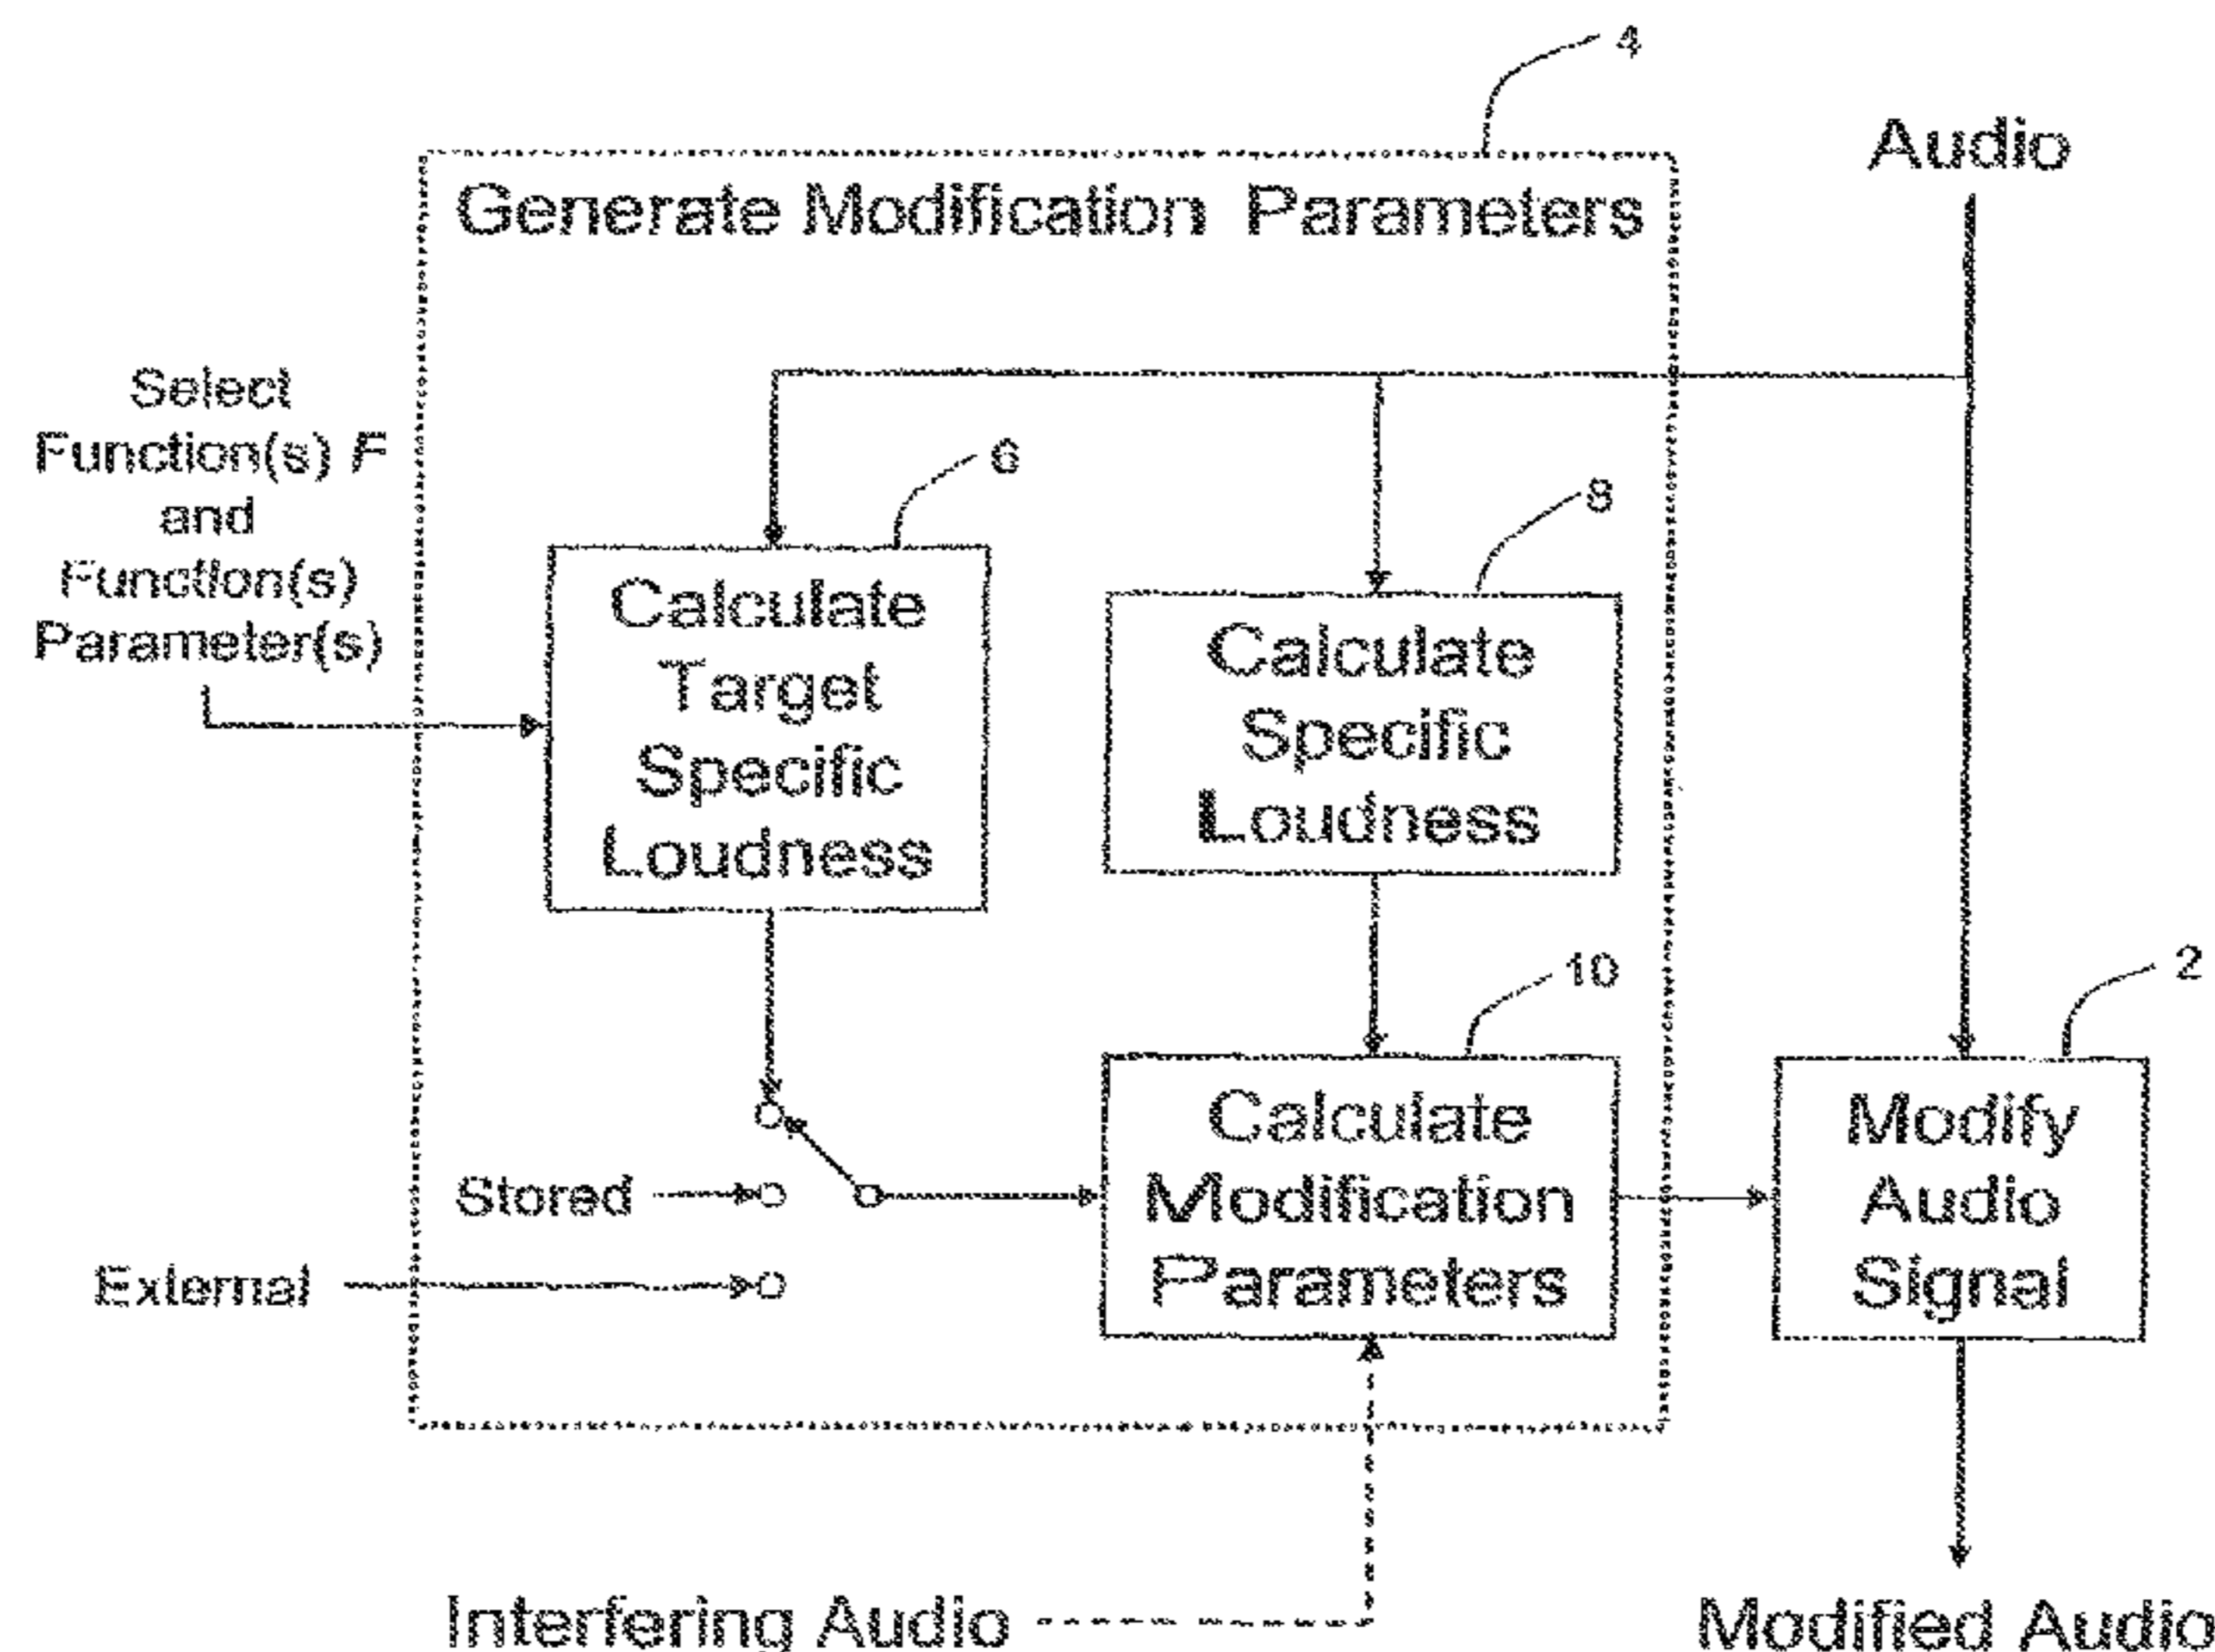 4
Audio
Generate Modification Parameters
Select
Function(s) F
and
Function(s)
Parameter(s)
6
8
Calculate
Target
Specific
Loudness
Calculate
Specific
Loudness
10
2
Calculate
Modification
Parameters
Modify
Audio
Signal
Stored
External
Interfering Audio
Modified Audio